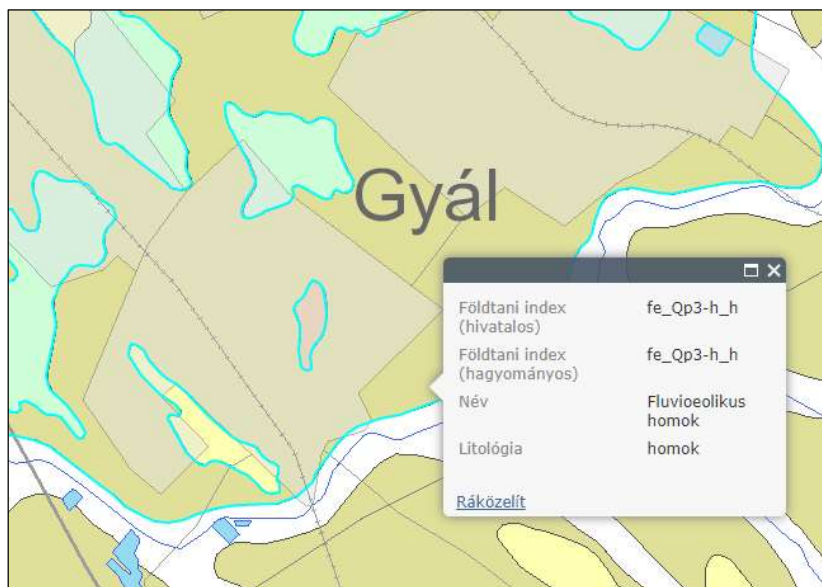 Gyál
Földtani index fe_Qp3-h_h
(hivatalos)
Földtani index fe_Qp3-h_h
(hagyományos)
Név Fluvioeolikus
homok
Litológia homok
Ráközelít